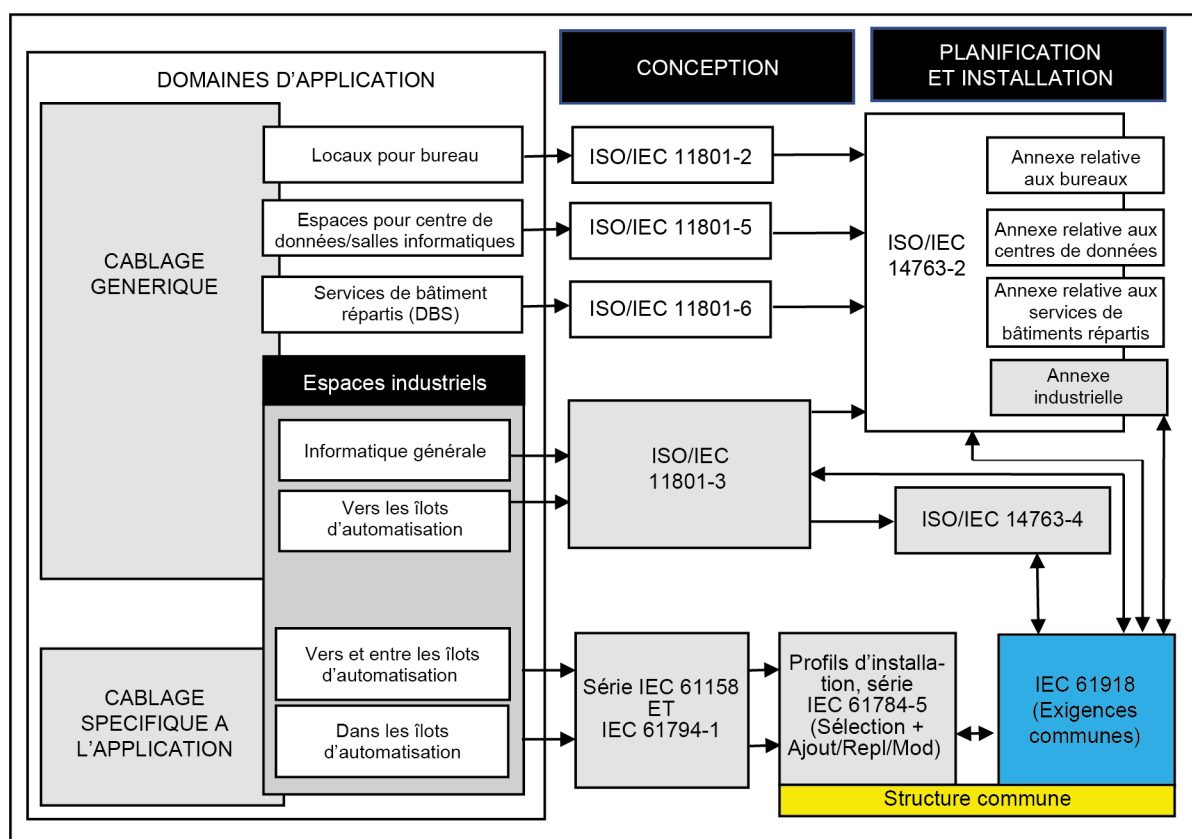 DOMAINES D'APPLICATION
CONCEPTION
PLANIFICATION
ET INSTALLATION
CABLAGE
GENERIQUE
Locaux pour bureau
ISO/IEC 11801-2
Espaces pour centre de
données/salles informatiques
ISO/IEC 11801-5
Services de bâtiment
répartis (DBS)
ISO/IEC 11801-6
ISO/IEC
14763-2
Annexe relative
aux bureaux
Annexe relative aux
centres de données
Annexe relative aux
services de
bâtiments répartis
Annexe
industrielle
Espaces industriels
Informatique générale
Vers les îlots
d'automatisation
ISO/IEC
11801-3
ISO/IEC 14763-4
CABLAGE
SPECIFIQUE A
L'APPLICATION
Vers et entre les îlots
d'automatisation
Dans les îlots
d'automatisation
Série IEC 61158
ET
IEC 61794-1
Profils d'installa-
tion, série
IEC 61784-5
(Sélection +
Ajout/Repl/Mod)
IEC 61918
(Exigences
communes)
Structure commune